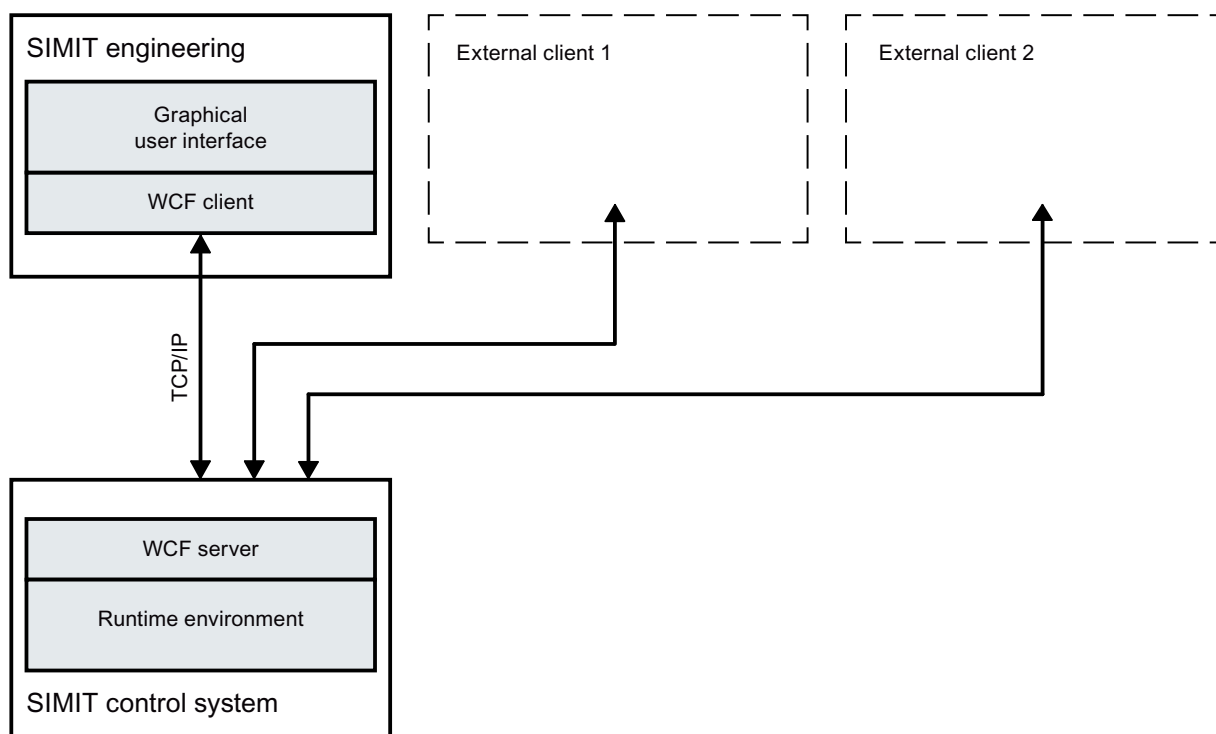 SIMIT engineering
Graphical
user interface
WCF client
External client 1
External client 2
TCP/IP
WCF server
Runtime environment
SIMIT control system